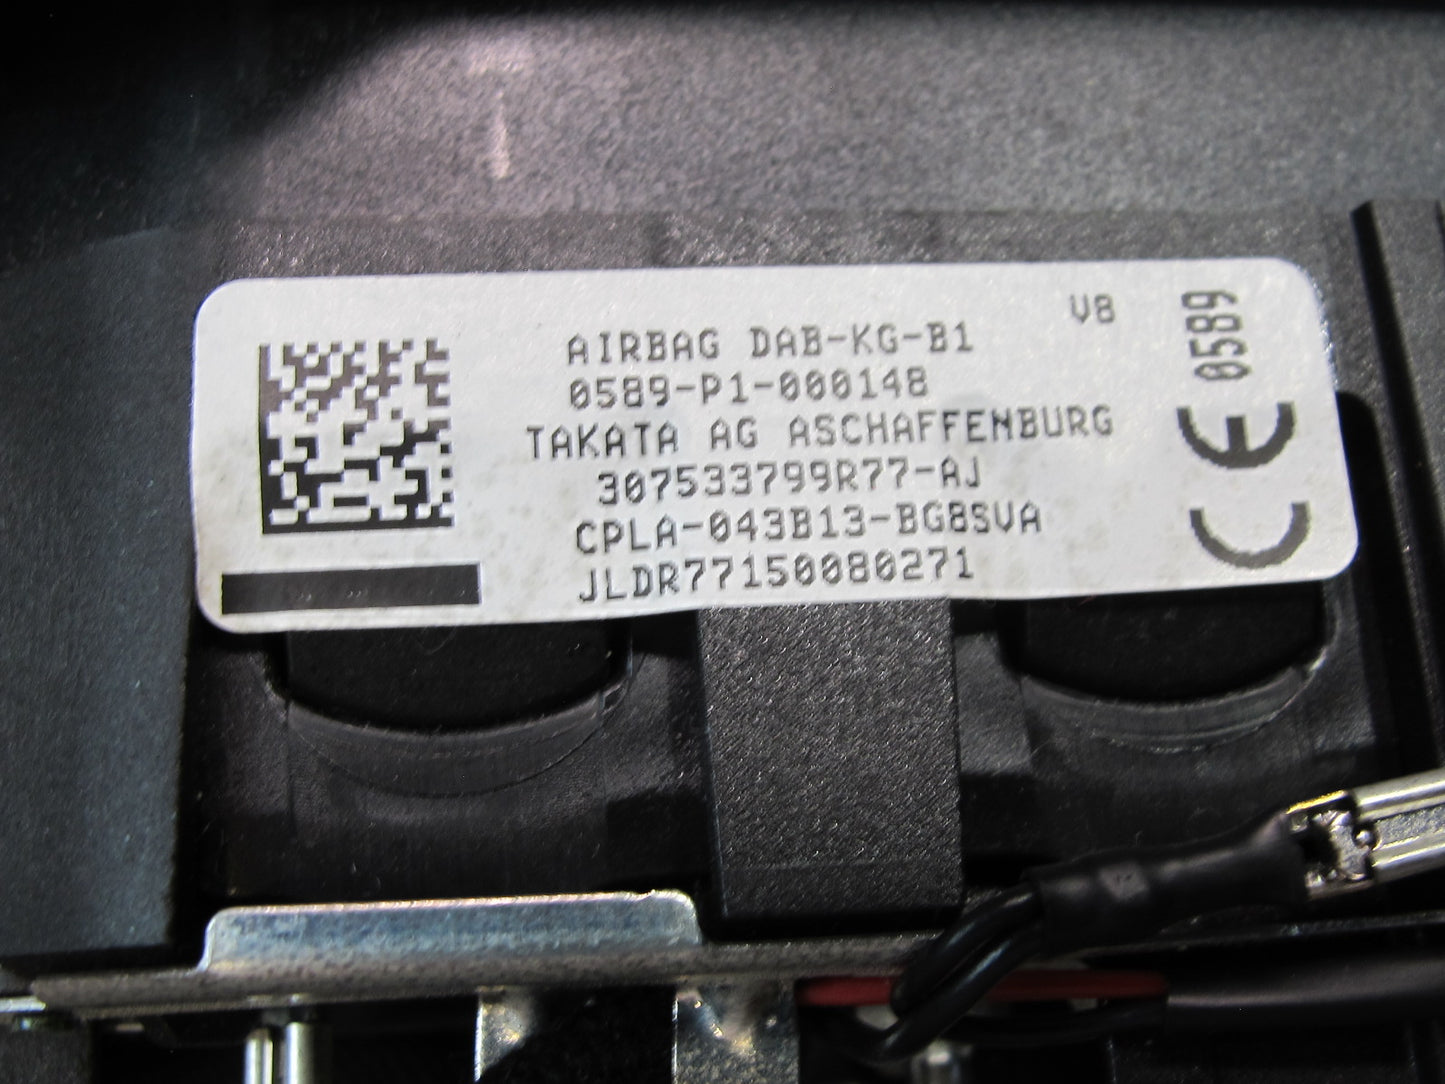 V8
AIRBAG DAB-KG-B1
0589-P1-000148
TAKATA AG ASCHAFFENBURG
307533799R77-AJ
CPLA-043B13-BG8SVA
JLDR77150080271
CE 0589